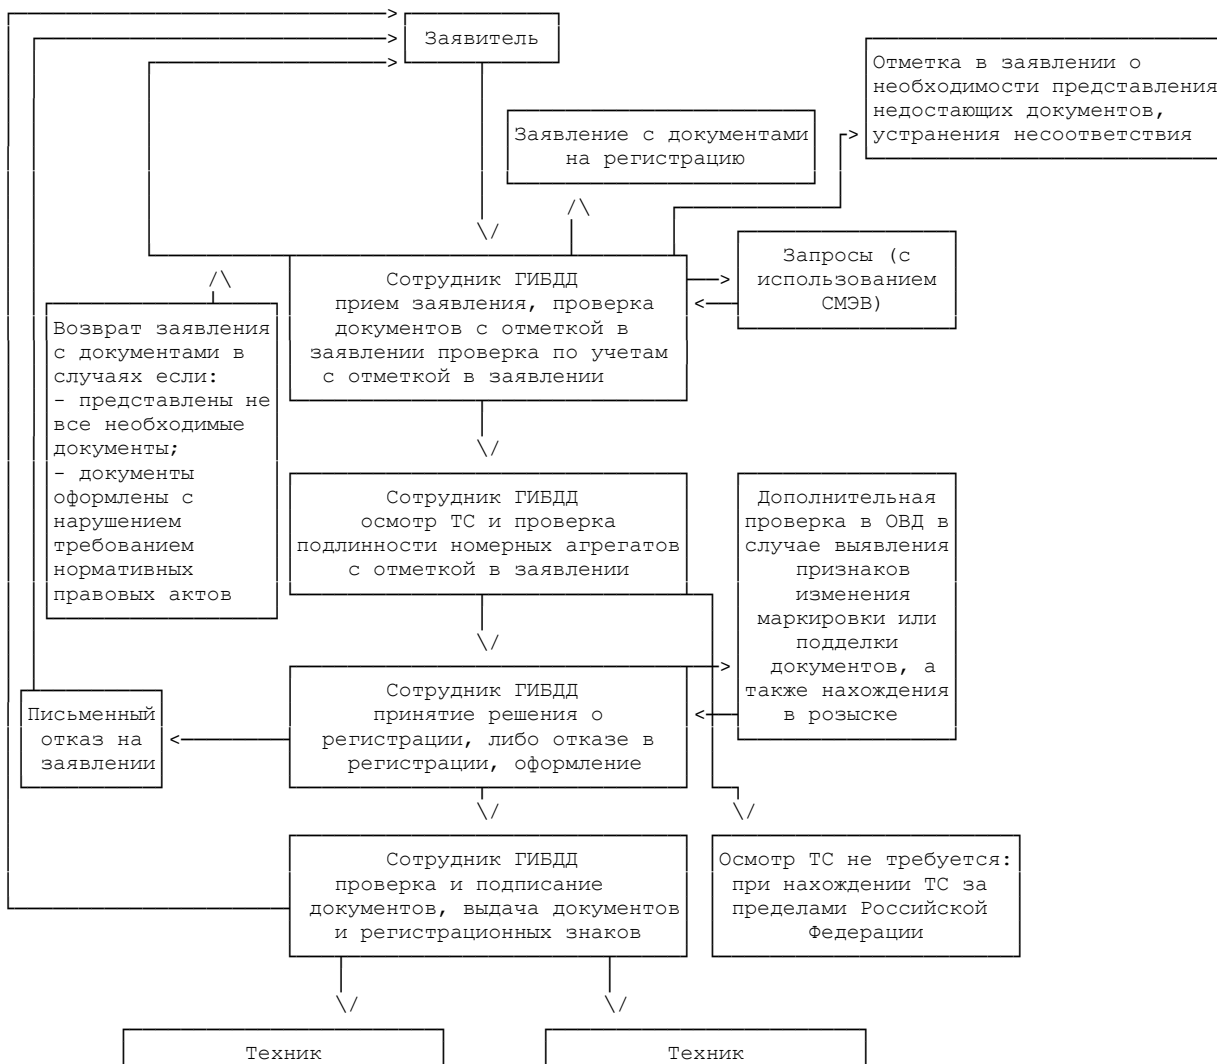 Заявитель
Отметка в заявлении о
необходимости представления
недостающих документов,
устранения несоответствия
Заявление с документами
на регистрацию
Запросы (с
использованием
СМЭВ)
Сотрудник ГИБДД
прием заявления, проверка
документов с отметкой в
заявлении проверка по учетам
с отметкой в заявлении
Возврат заявления
с документами в
случаях если:
- представлены не
все необходимые
документы;
- документы
оформлены с
нарушением
требованием
нормативных
правовых актов
Сотрудник ГИБДД
осмотр ТС и проверка
подлинности номерных агрегатов
с отметкой в заявлении
Дополнительная
проверка в ОВД в
случае выявления
признаков
изменения
маркировки или
подделки
документов, а
также нахождения
в розыске
Сотрудник ГИБДД
принятие решения о
регистрации, либо отказе в
регистрации, оформление
Письменный
отказ на
заявлении
Сотрудник ГИБДД
проверка и подписание
документов, выдача документов
и регистрационных знаков
Осмотр ТС не требуется:
при нахождении ТС за
пределами Российской
Федерации
Техник
Техник